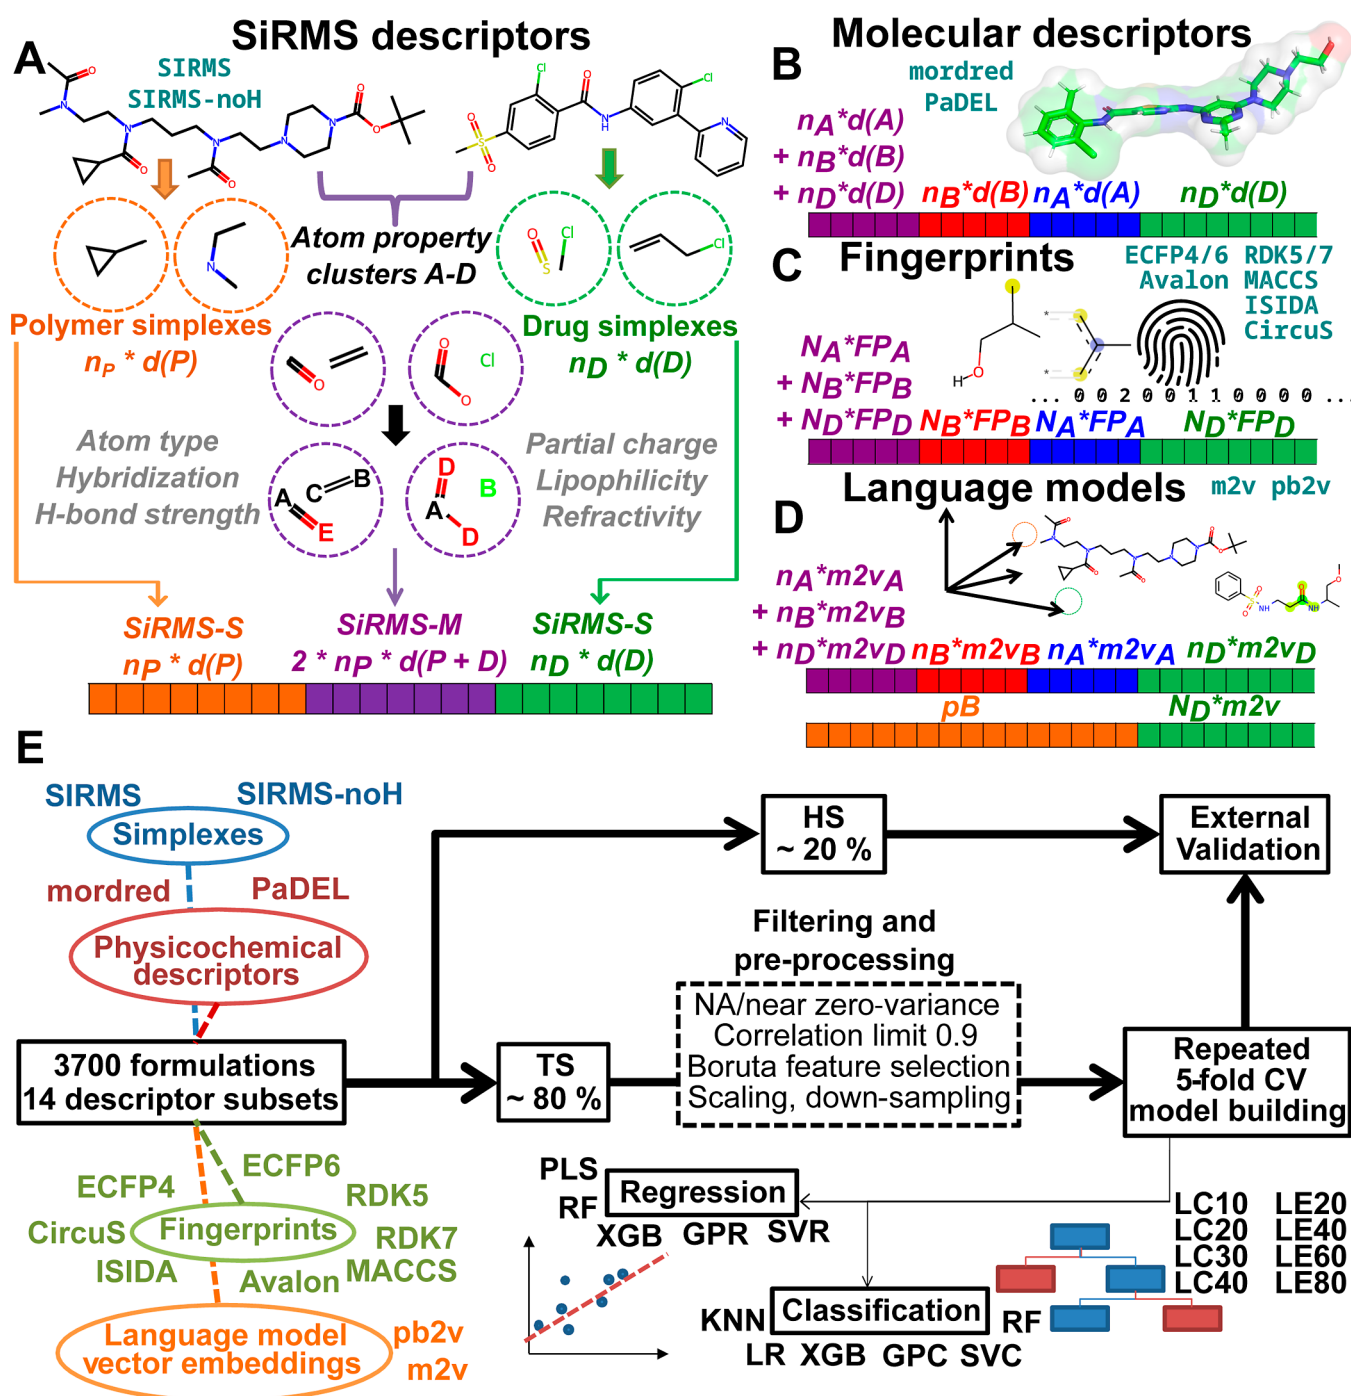 SiRMS descriptors
A
SIRMS
SIRMS-noH
Atom property
clusters A-D
Polymer simplexes
nP * d(P)
Drug simplexes
nD * d(D)
Atom type
Hybridization
H-bond strength
Partial charge
Lipophilicity
Refractivity
O
Cl
O
A
C
B
E
D
B
A
D
SiRMS-S
nP * d(P)
SiRMS-M
2 * nP * d(P + D)
SiRMS-S
nD * d(D)
Molecular descriptors
B
mordred
PaDEL
nA*d(A)
+ nB*d(B)
+ nD*d(D)
nB*d(B)
nA*d(A)
nD*d(D)
C
Fingerprints
ECFP4/6 RDK5/7
Avalon MACCS
ISIDA
CircuS
NA*FPA
+ NB*FPB
+ ND*FPD
NB*FPB
NA*FPA
ND*FPD
... 0 0 2 0 0 1 1 0 0 0 0 ...
Language models
m2v pb2v
D
nA*m2vA
+ nB*m2vB
+ nD*m2vD
nB*m2vB
nA*m2vA
nD*m2vD
pB
ND*m2v
E
SIRMS
SIRMS-noH
Simplexes
mordred
PaDEL
Physicochemical
descriptors
3700 formulations
14 descriptor subsets
ECFP4
ECFP6
RDK5
CircuS
Fingerprints
RDK7
ISIDA
Avalon
MACCS
Language model
vector embeddings
pb2v
m2v
HS
~ 20 %
External
Validation
TS
~ 80 %
Filtering and
pre-processing
NA/near zero-variance
Correlation limit 0.9
Boruta feature selection
Scaling, down-sampling
Repeated
5-fold CV
model building
PLS
RF
Regression
XGB
GPR
SVR
KNN
Classification
RF
LR
XGB
GPC
SVC
LC10 LE20
LC20 LE40
LC30 LE60
LC40 LE80